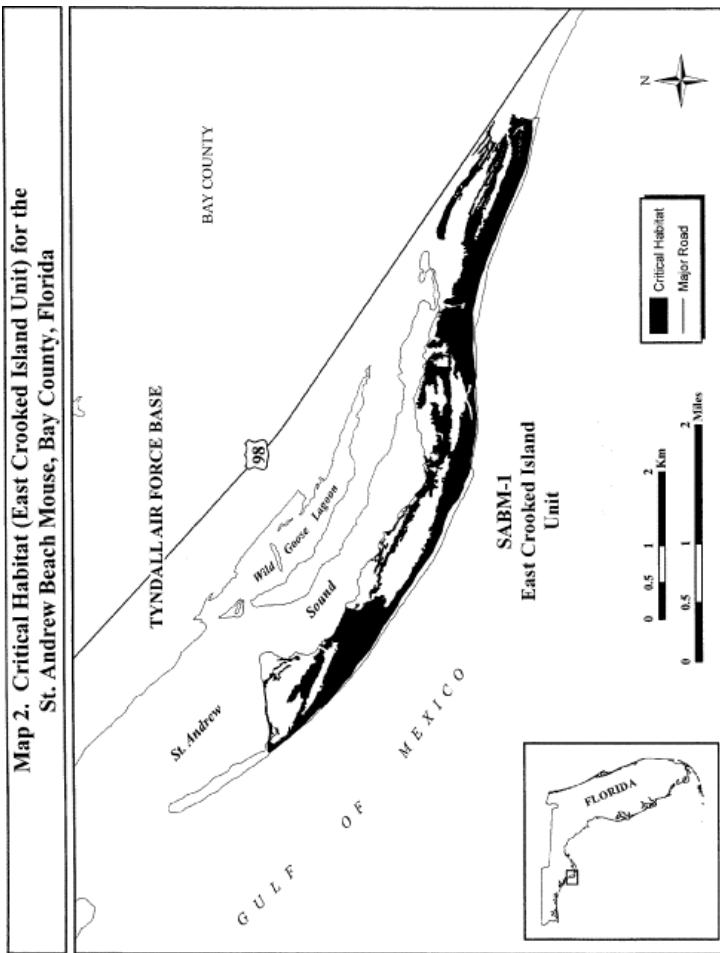 Map 2. Critical Habitat (East Crooked Island Unit) for the
St. Andrew Beach Mouse, Bay County, Florida
BAY COUNTY
TYNDALL AIR FORCE BASE
98
Wild Goose Lagoon
St. Andrew Sound
GULF OF MEXICO
SABM-1
East Crooked Island
Unit
N
Critical Habitat
Major Road
0 0.5 1 2 Km
0 0.5 1 2 Miles
FLORIDA